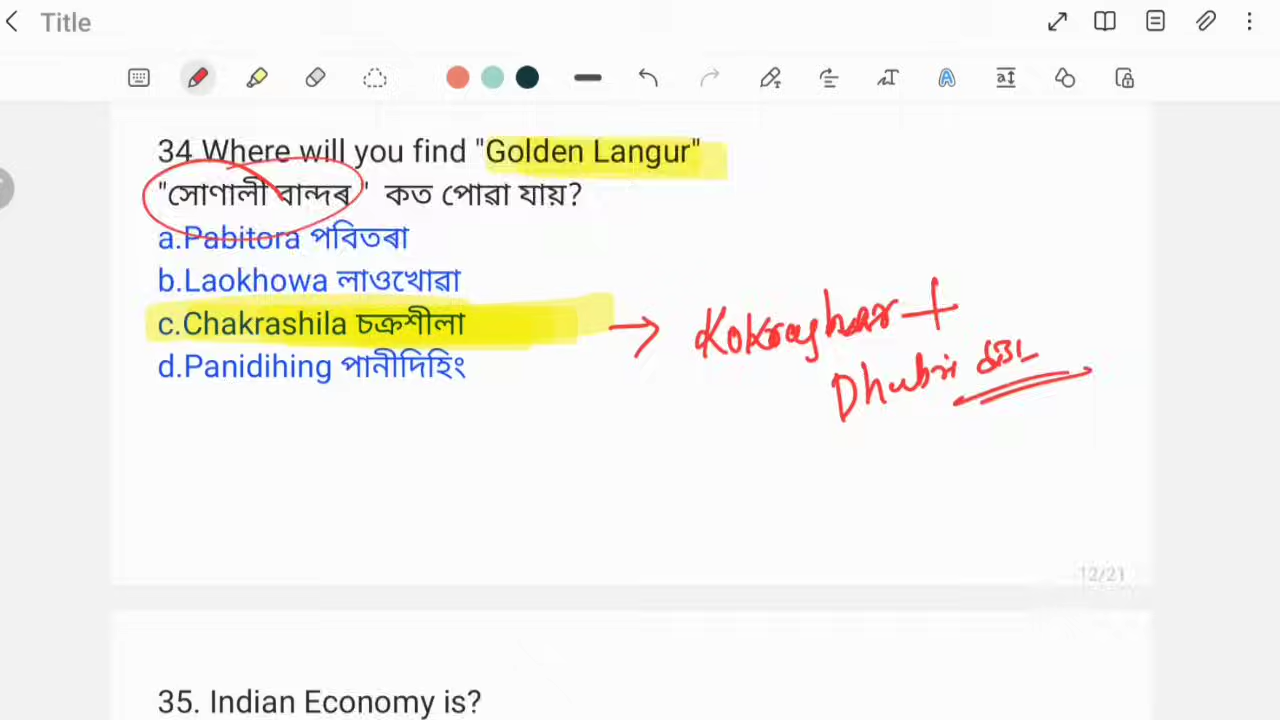 Title
34 Where will you find "Golden Langur"
"সোণালী বান্দৰ " কত পোৱা যায়?
a.Pabitora পবিতৰা
b.Laokhowa লাওখোৱা
c.Chakrashila চক্রশীলা
d.Panidihing পানীদিহিং
Kokrajhar +
Dhubri
12/21
35. Indian Economy is?